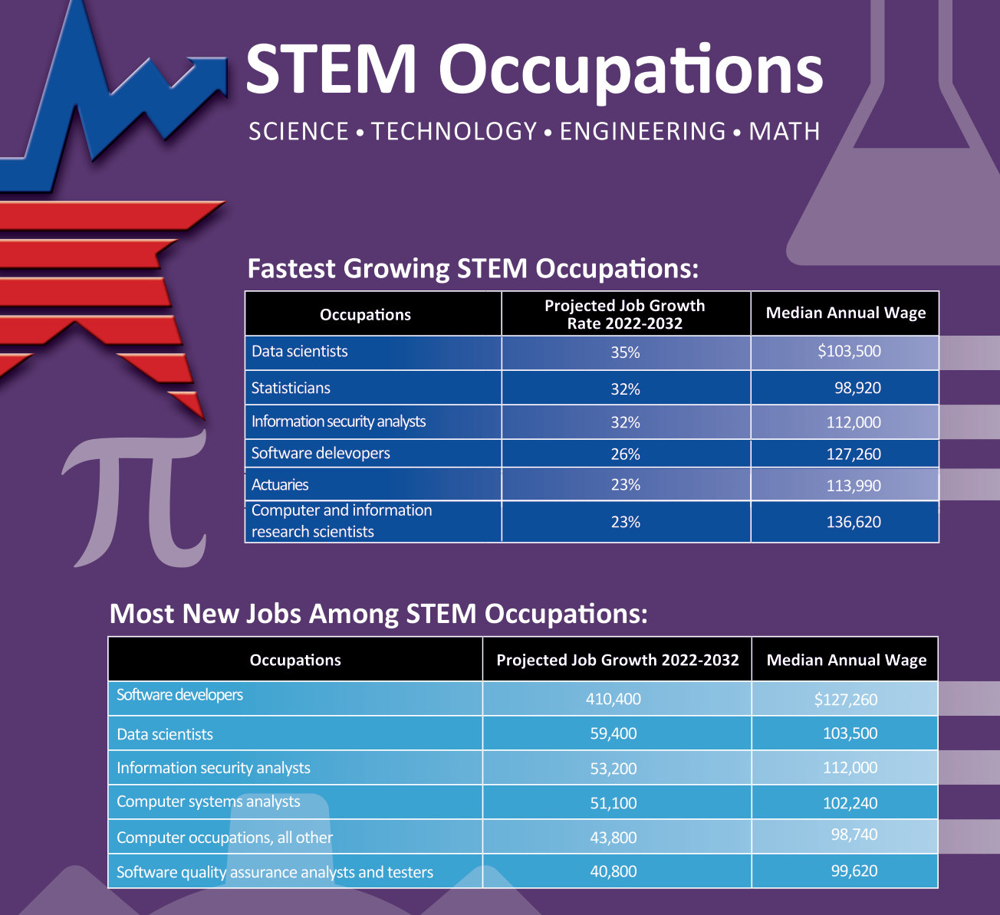 STEM Occupations
SCIENCE • TECHNOLOGY • ENGINEERING • MATH
Fastest Growing STEM Occupations:
Occupations Projected Job Growth Rate 2022-2032 Median Annual Wage
Data scientists 35% $103,500
Statisticians 32% 98,920
Information security analysts 32% 112,000
Software delevopers 26% 127,260
Actuaries 23% 113,990
Computer and information
research scientists 23% 136,620
π
Most New Jobs Among STEM Occupations:
Occupations Projected Job Growth 2022-2032 Median Annual Wage
Software developers 410,400 $127,260
Data scientists 59,400 103,500
Information security analysts 53,200 112,000
Computer systems analysts 51,100 102,240
Computer occupations, all other 43,800 98,740
Software quality assurance analysts and testers 40,800 99,620